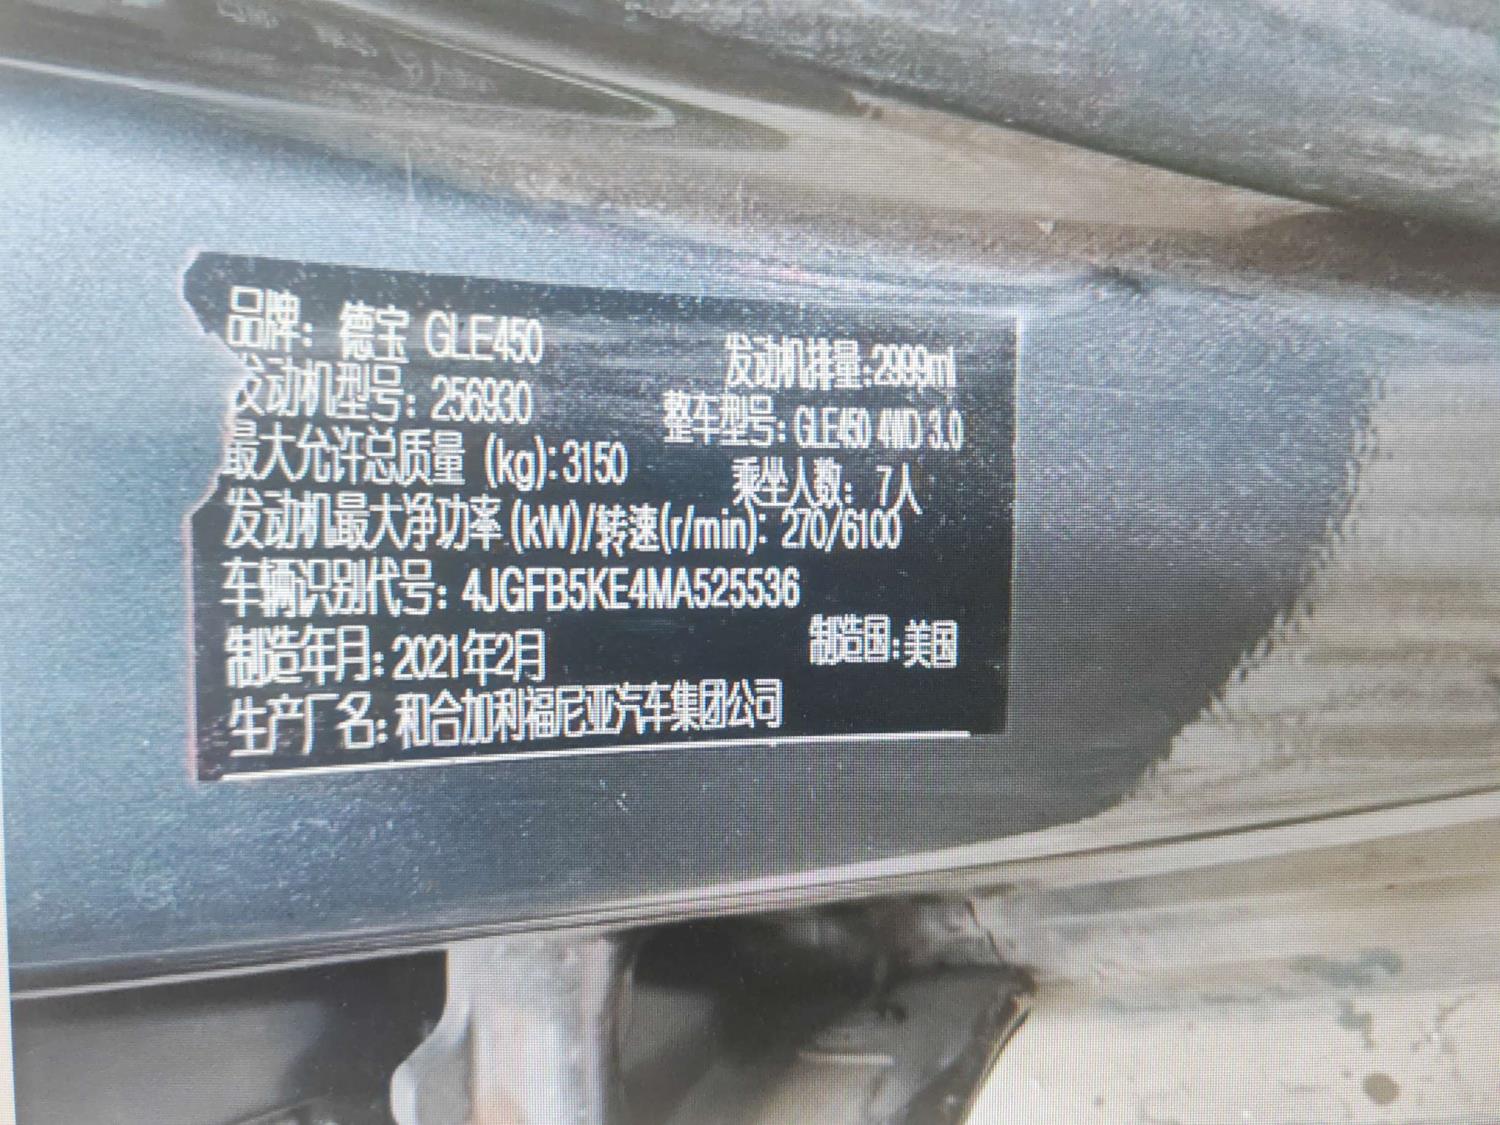 品牌：德宝 GLE450
发动机排量:2999ml
发动机型号：256930
整车型号：GLE450 4WD 3.0
最大允许总质量 (kg):3150
乘坐人数：7人
发动机最大净功率(kW)/转速(r/min)：270/6100
车辆识别代号：4JGFB5KE4MA525536
制造年月：2021年2月
制造国：美国
生产厂名：和合加利福尼亚汽车集团公司